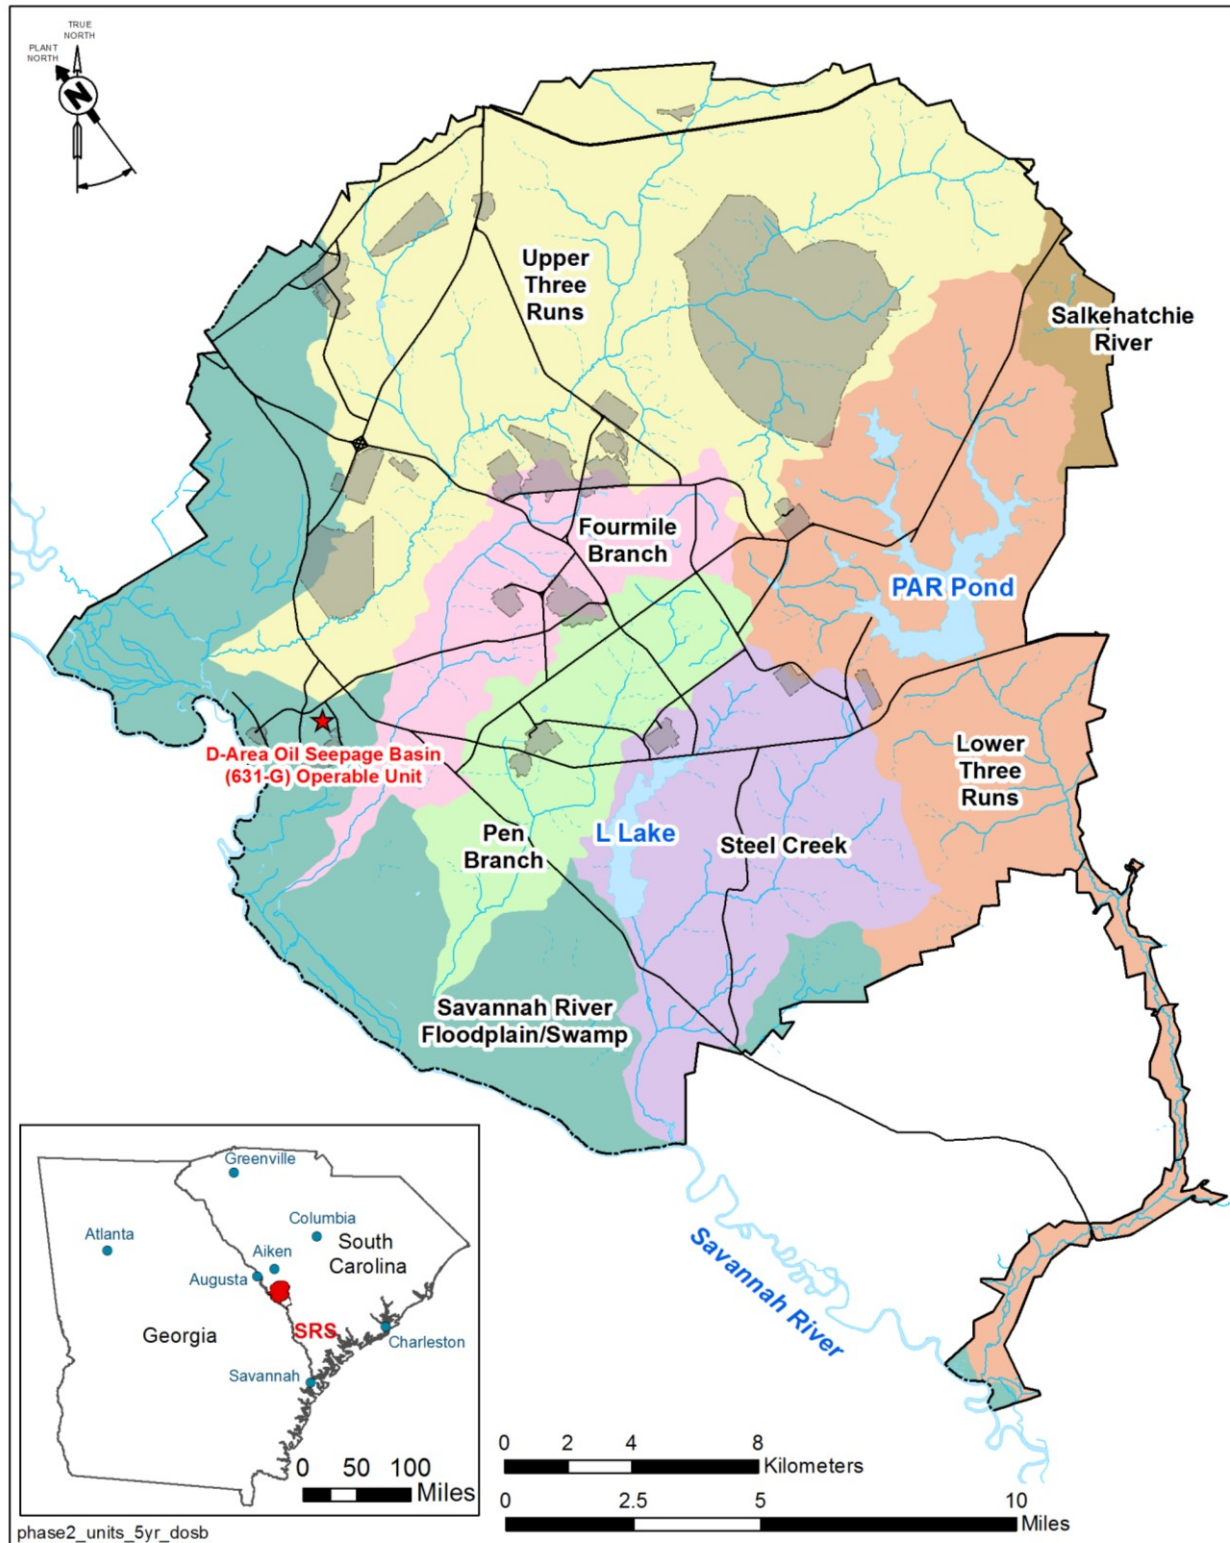 TRUE
NORTH
PLANT
NORTH
N
Upper
Three
Runs
Salkehatchie
River
Fourmile
Branch
PAR Pond
D-Area Oil Seepage Basin
(631-G) Operable Unit
Lower
Three
Runs
Pen
Branch
L Lake
Steel Creek
Savannah River
Floodplain/Swamp
Savannah River
Greenville
Atlanta
Columbia
South
Carolina
Aiken
Augusta
Georgia
SRS
Charleston
Savannah
0 50 100
Miles
0 2 4 8
Kilometers
0 2.5 5 10
Miles
phase2_units_5yr_dosb